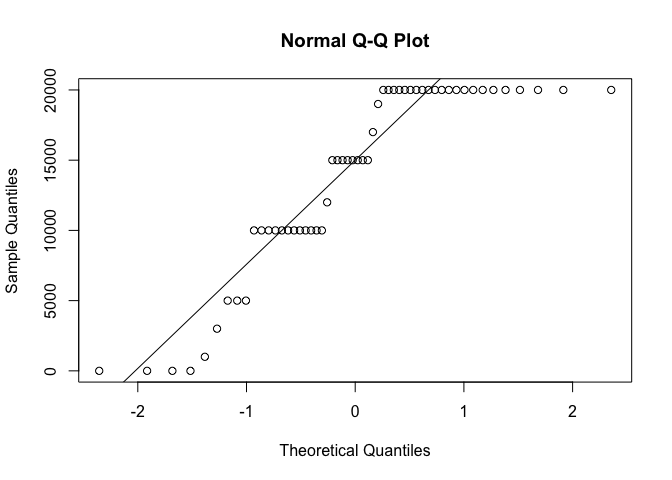 Normal Q-Q Plot
Sample Quantiles
20000
15000
10000
5000
0
-2 -1 0 1 2
Theoretical Quantiles